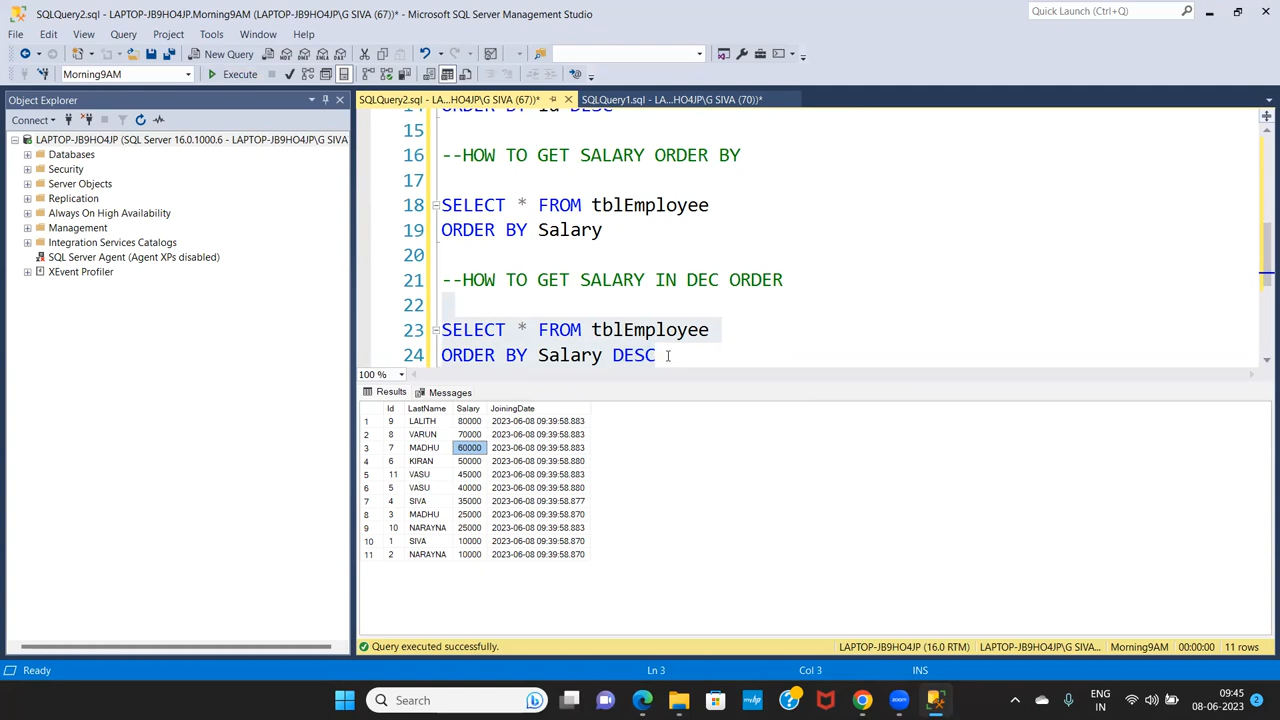 SQLQuery2.sql - LAPTOP-JB9HO4JP.Morning9AM (LAPTOP-JB9HO4JP\G SIVA (67))* - Microsoft SQL Server Management Studio
Quick Launch (Ctrl+Q)
File Edit View Query Project Tools Window Help
New Query
MDX DMX XMLA DAX
Morning9AM
Execute
Object Explorer
SQLQuery2.sql - LA...HO4JP\G SIVA (67))*
SQLQuery1.sql - LA...HO4JP\G SIVA (70))*
Connect
LAPTOP-JB9HO4JP (SQL Server 16.0.1000.6 - LAPTOP-JB9HO4JP\G SIVA
Databases
Security
Server Objects
Replication
Always On High Availability
Management
Integration Services Catalogs
SQL Server Agent (Agent XPs disabled)
XEvent Profiler
14 ORDER BY id DESC
15
16 --HOW TO GET SALARY ORDER BY
17
18 SELECT * FROM tblEmployee
19 ORDER BY Salary
20
21 --HOW TO GET SALARY IN DEC ORDER
22
23 SELECT * FROM tblEmployee
24 ORDER BY Salary DESC
100 %
Results Messages
Id LastName Salary JoiningDate
1 9 LALITH 80000 2023-06-08 09:39:58.883
2 8 VARUN 70000 2023-06-08 09:39:58.883
3 7 MADHU 60000 2023-06-08 09:39:58.883
4 6 KIRAN 50000 2023-06-08 09:39:58.880
5 11 VASU 45000 2023-06-08 09:39:58.883
6 5 VASU 40000 2023-06-08 09:39:58.880
7 4 SIVA 35000 2023-06-08 09:39:58.877
8 3 MADHU 25000 2023-06-08 09:39:58.870
9 10 NARAYNA 25000 2023-06-08 09:39:58.883
10 1 SIVA 10000 2023-06-08 09:39:58.870
11 2 NARAYNA 10000 2023-06-08 09:39:58.870
Query executed successfully.
LAPTOP-JB9HO4JP (16.0 RTM) LAPTOP-JB9HO4JP\G SIVA... Morning9AM 00:00:00 11 rows
Ready Ln 3 Col 3 INS
Search
zoom
ENG
IN
09:45
08-06-2023
2